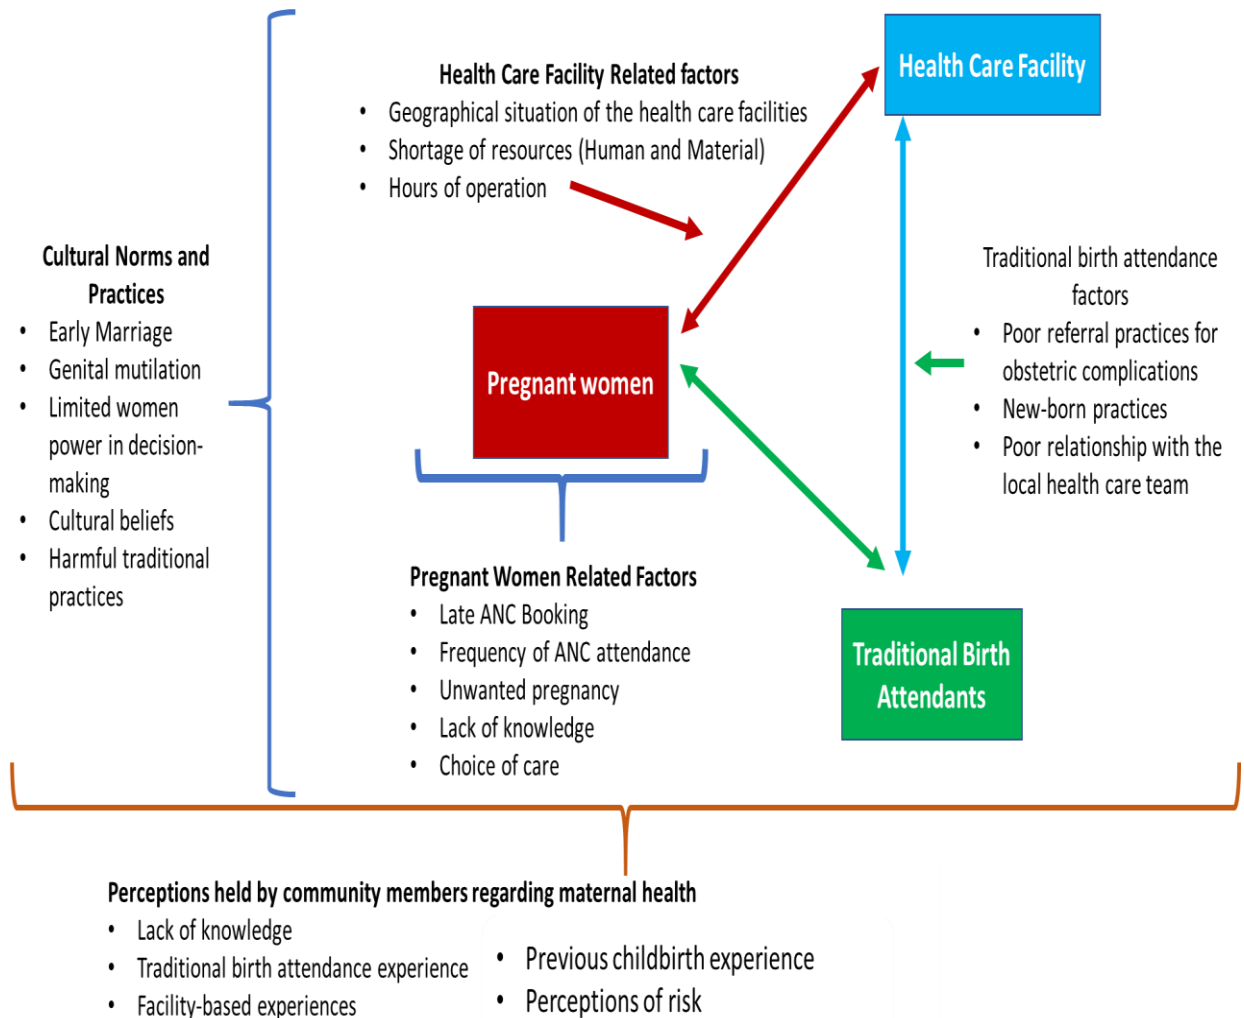 Health Care Facility
Health Care Facility Related factors
• Geographical situation of the health care facilities
• Shortage of resources (Human and Material)
• Hours of operation
Cultural Norms and
Practices
• Early Marriage
• Genital mutilation
• Limited women
power in decision-
making
• Cultural beliefs
• Harmful traditional
practices
Pregnant women
Traditional birth attendance
factors
• Poor referral practices for
obstetric complications
• New-born practices
• Poor relationship with the
local health care team
Pregnant Women Related Factors
• Late ANC Booking
• Frequency of ANC attendance
• Unwanted pregnancy
• Lack of knowledge
• Choice of care
Traditional Birth
Attendants
Perceptions held by community members regarding maternal health
• Lack of knowledge
• Traditional birth attendance experience
• Facility-based experiences
• Previous childbirth experience
• Perceptions of risk